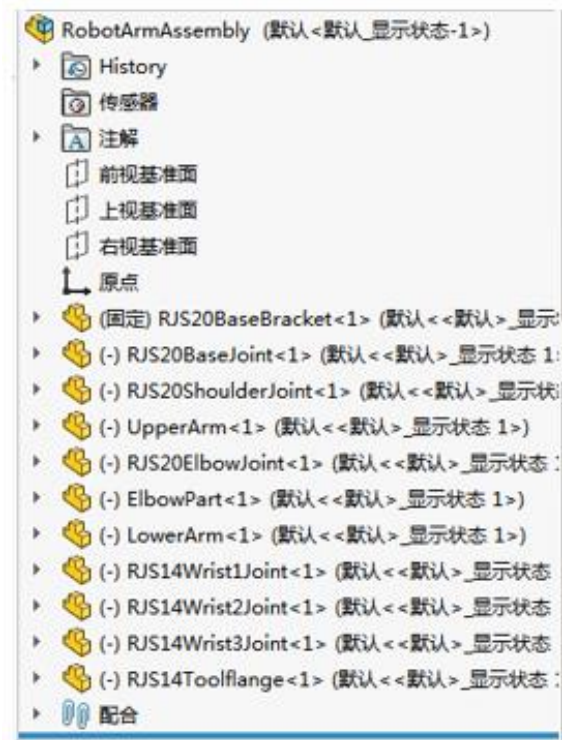 RobotArmAssembly (默认<默认_显示状态-1>)
History
传感器
注解
前视基准面
上视基准面
右视基准面
原点
(固定) RJS20BaseBracket<1> (默认<<默认>_显示
(-) RJS20BaseJoint<1> (默认<<默认>_显示状态 1
(-) RJS20ShoulderJoint<1> (默认<<默认>_显示状
(-) UpperArm<1> (默认<<默认>_显示状态 1>)
(-) RJS20ElbowJoint<1> (默认<<默认>_显示状态
(-) ElbowPart<1> (默认<<默认>_显示状态 1>)
(-) LowerArm<1> (默认<<默认>_显示状态 1>)
(-) RJS14Wrist1Joint<1> (默认<<默认>_显示状态
(-) RJS14Wrist2Joint<1> (默认<<默认>_显示状态
(-) RJS14Wrist3Joint<1> (默认<<默认>_显示状态
(-) RJS14Toolflange<1> (默认<<默认>_显示状态
配合